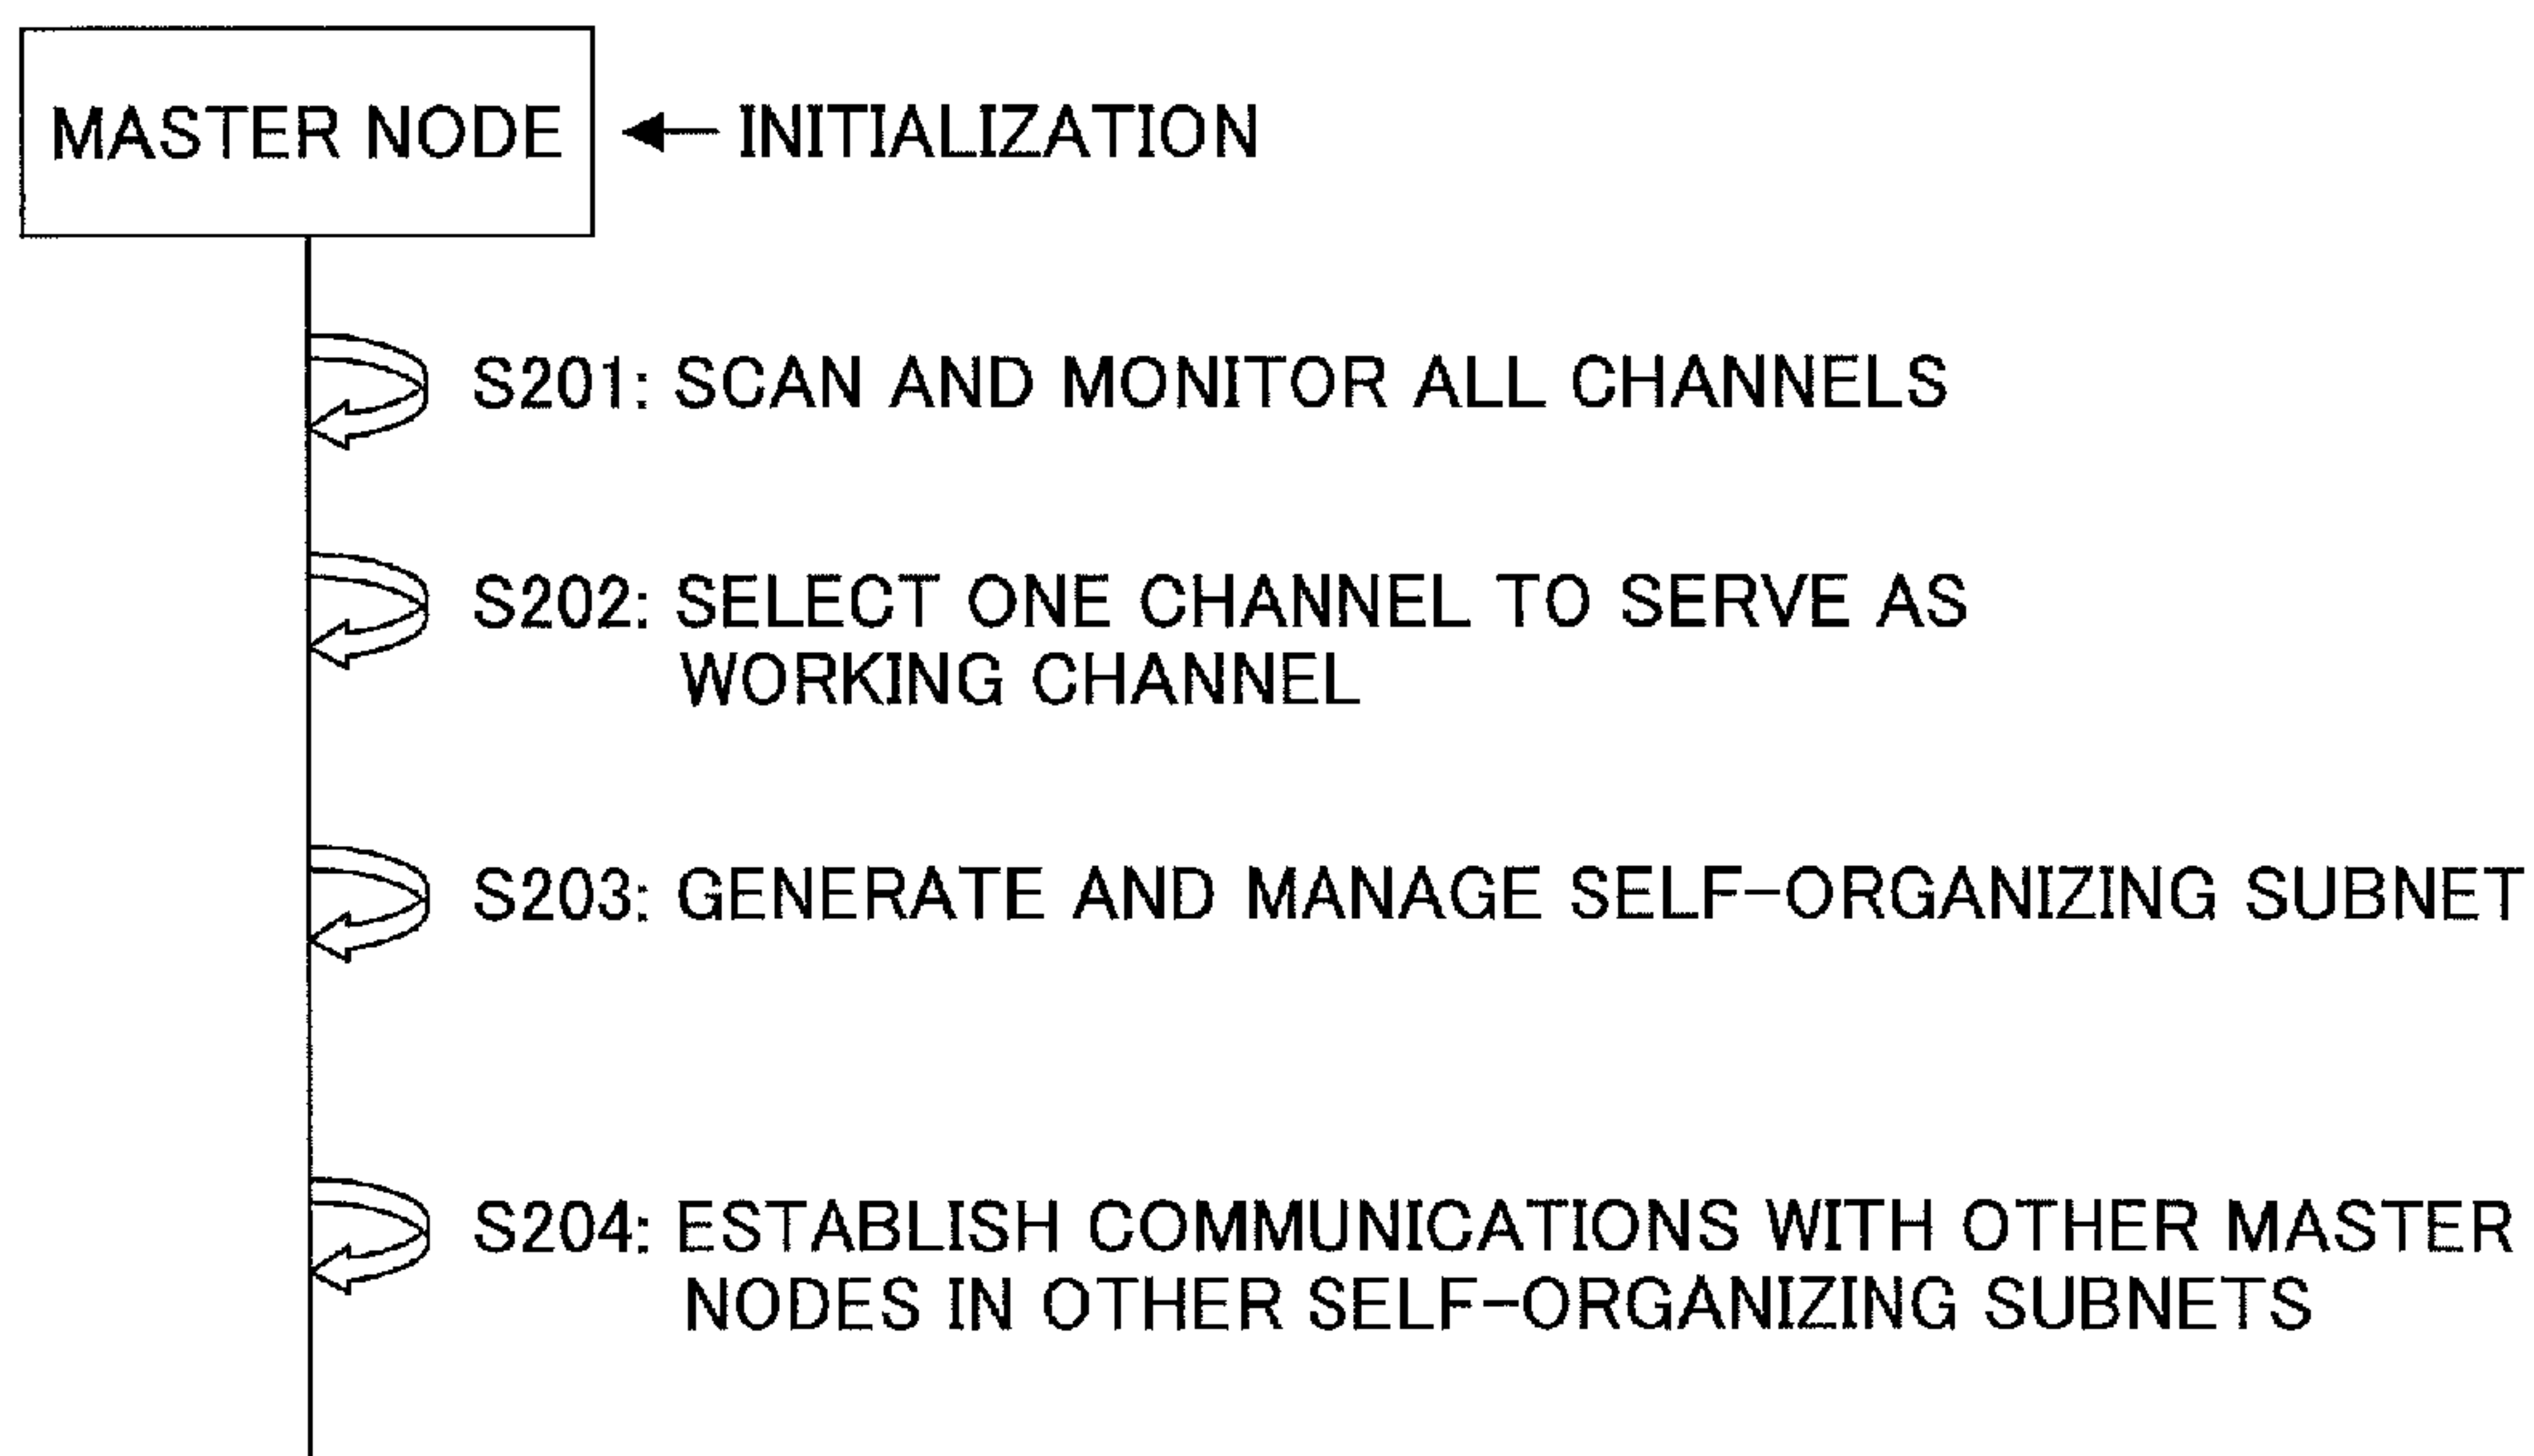 MASTER NODE
INITIALIZATION
S201: SCAN AND MONITOR ALL CHANNELS
S202: SELECT ONE CHANNEL TO SERVE AS
WORKING CHANNEL
S203: GENERATE AND MANAGE SELF-ORGANIZING SUBNET
S204: ESTABLISH COMMUNICATIONS WITH OTHER MASTER
NODES IN OTHER SELF-ORGANIZING SUBNETS